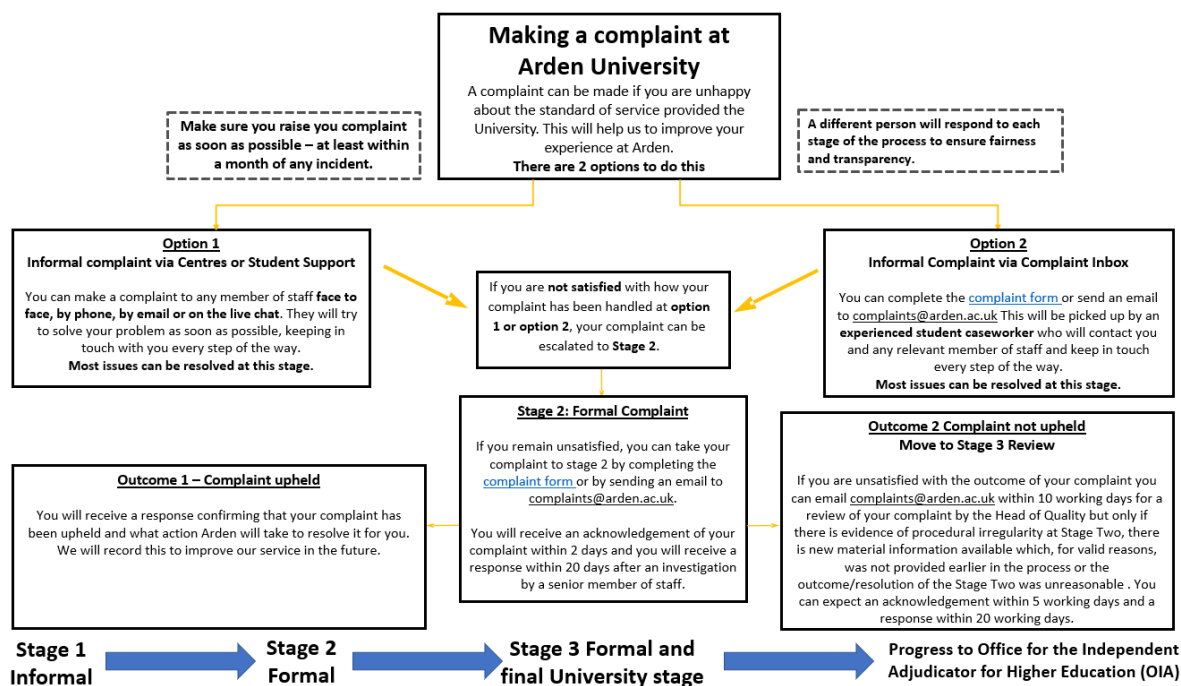 Making a complaint at
Arden University
A complaint can be made if you are unhappy
about the standard of service provided the
University. This will help us to improve your
experience at Arden.
There are 2 options to do this
Make sure you raise you complaint
as soon as possible – at least within
a month of any incident.
A different person will respond to each
stage of the process to ensure fairness
and transparency.
Option 1
Informal complaint via Centres or Student Support
You can make a complaint to any member of staff face to
face, by phone, by email or on the live chat. They will try
to solve your problem as soon as possible, keeping in
touch with you every step of the way.
Most issues can be resolved at this stage.
If you are not satisfied with how your
complaint has been handled at option
1 or option 2, your complaint can be
escalated to Stage 2.
Option 2
Informal Complaint via Complaint Inbox
You can complete the complaint form or send an email
to complaints@arden.ac.uk This will be picked up by an
experienced student caseworker who will contact you
and any relevant member of staff and keep in touch
every step of the way.
Most issues can be resolved at this stage.
Stage 2: Formal Complaint
If you remain unsatisfied, you can take your
complaint to stage 2 by completing the
complaint form or by sending an email to
complaints@arden.ac.uk.
You will receive an acknowledgement of your
complaint within 2 days and you will receive a
response within 20 days after an investigation
by a senior member of staff.
Outcome 1 – Complaint upheld
You will receive a response confirming that your complaint has
been upheld and what action Arden will take to resolve it for you.
We will record this to improve our service in the future.
Outcome 2 Complaint not upheld
Move to Stage 3 Review
If you are unsatisfied with the outcome of your complaint you
can email complaints@arden.ac.uk within 10 working days for a
review of your complaint by the Head of Quality but only if
there is evidence of procedural irregularity at Stage Two, there
is new material information available which, for valid reasons,
was not provided earlier in the process or the
outcome/resolution of the Stage Two was unreasonable . You
can expect an acknowledgement within 5 working days and a
response within 20 working days.
Stage 1
Informal
Stage 2
Formal
Stage 3 Formal and
final University stage
Progress to Office for the Independent
Adjudicator for Higher Education (OIA)